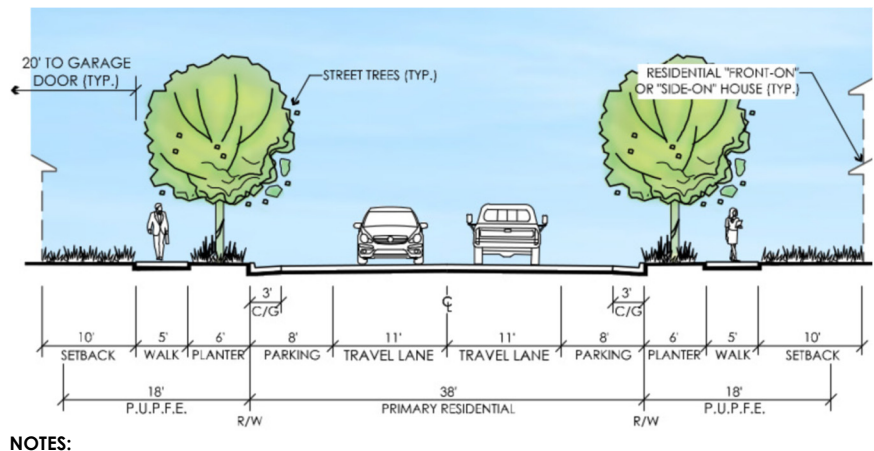 20' TO GARAGE
DOOR (TYP.)
STREET TREES (TYP.)
RESIDENTIAL "FRONT-ON"
OR "SIDE-ON" HOUSE (TYP.)
3'
C/G
℄
3'
C/G
10' 5' 6' 8' 11' 11' 8' 6' 5' 10'
SETBACK WALK PLANTER PARKING TRAVEL LANE TRAVEL LANE PARKING PLANTER WALK SETBACK
18' 38' 18'
P.U.P.F.E. PRIMARY RESIDENTIAL P.U.P.F.E.
R/W R/W
NOTES: